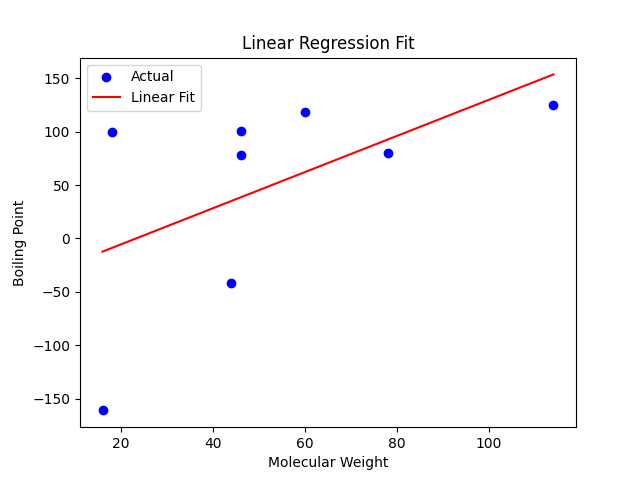 Linear Regression Fit
Actual
Linear Fit
150
100
50
0
−50
−100
−150
Boiling Point
20
40
60
80
100
Molecular Weight